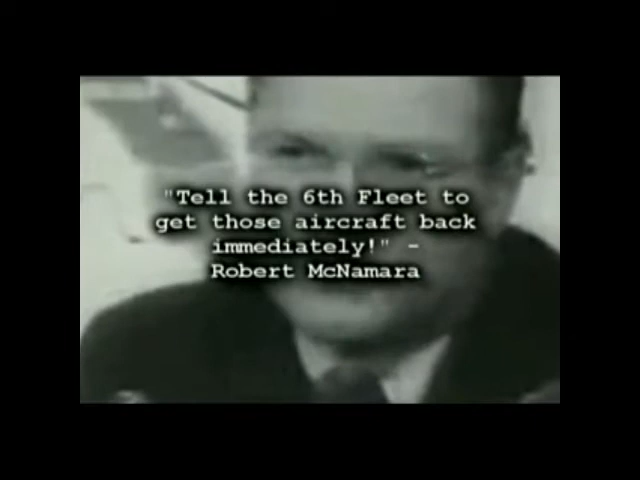 "Tell the 6th Fleet to
get those aircraft back
immediately!" -
Robert McNamara